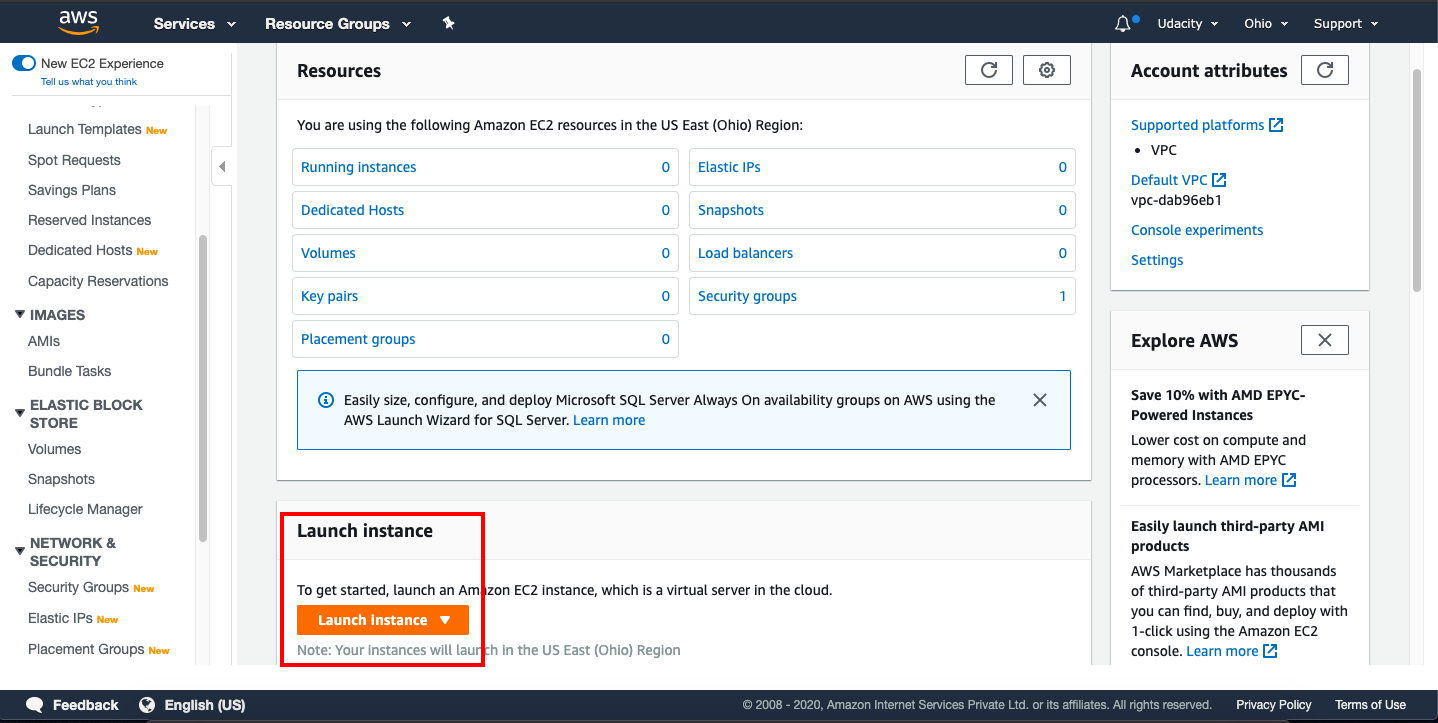 aws
Services
Resource Groups
Udacity
Ohio
Support
New EC2 Experience
Tell us what you think
Launch Templates New
Spot Requests
Savings Plans
Reserved Instances
Dedicated Hosts New
Capacity Reservations
IMAGES
AMIs
Bundle Tasks
ELASTIC BLOCK
STORE
Volumes
Snapshots
Lifecycle Manager
NETWORK &
SECURITY
Security Groups New
Elastic IPs New
Placement Groups New
Resources
You are using the following Amazon EC2 resources in the US East (Ohio) Region:
Running instances 0
Elastic IPs 0
Dedicated Hosts 0
Snapshots 0
Volumes 0
Load balancers 0
Key pairs 0
Security groups 1
Placement groups 0
Easily size, configure, and deploy Microsoft SQL Server Always On availability groups on AWS using the
AWS Launch Wizard for SQL Server. Learn more
Launch instance
To get started, launch an Amazon EC2 instance, which is a virtual server in the cloud.
Launch instance
Note: Your instances will launch in the US East (Ohio) Region
Account attributes
Supported platforms
• VPC
Default VPC
vpc-dab96eb1
Console experiments
Settings
Explore AWS
Save 10% with AMD EPYC-
Powered Instances
Lower cost on compute and
memory with AMD EPYC
processors. Learn more
Easily launch third-party AMI
products
AWS Marketplace has thousands
of third-party AMI products that
you can find, buy, and deploy with
1-click using the Amazon EC2
console. Learn more
Feedback
English (US)
© 2008 - 2020, Amazon Internet Services Private Ltd. or its affiliates. All rights reserved.
Privacy Policy
Terms of Use